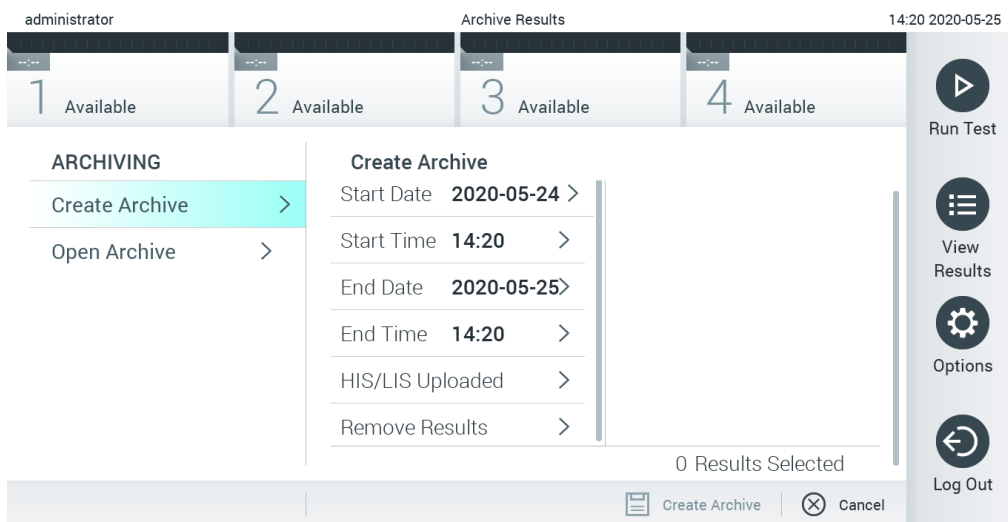 administrator
Archive Results
14:20 2020-05-25
--:--
1 Available
--:--
2 Available
--:--
3 Available
--:--
4 Available
ARCHIVING
Create Archive
Open Archive
Create Archive
Start Date 2020-05-24
Start Time 14:20
End Date 2020-05-25
End Time 14:20
HIS/LIS Uploaded
Remove Results
0 Results Selected
Create Archive
Cancel
Run Test
View
Results
Options
Log Out